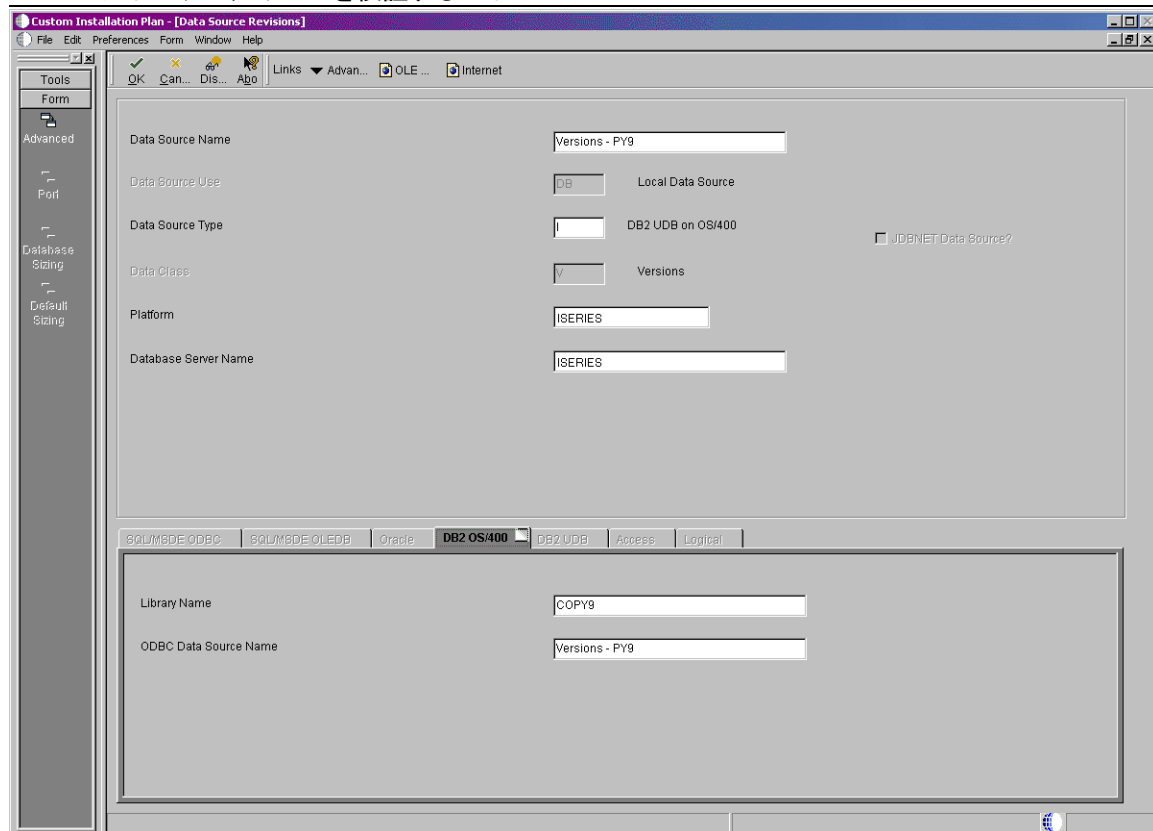 Custom Installation Plan - [Data Source Revisions]
File Edit Preferences Form Window Help
Tools
Form
Advanced
Port
Database Sizing
Default Sizing
OK Can... Dis... Abo Links Advan... OLE ... Internet
Data Source Name Versions - PY9
Data Source Use DB Local Data Source
Data Source Type I DB2 UDB on OS/400
JDBNET Data Source?
Data Class V Versions
Platform ISERIES
Database Server Name ISERIES
SQL/MSDE ODBC SQL/MSDE OLEDB Oracle DB2 OS/400 DB2 UDB Access Logical
Library Name COPY9
ODBC Data Source Name Versions - PY9